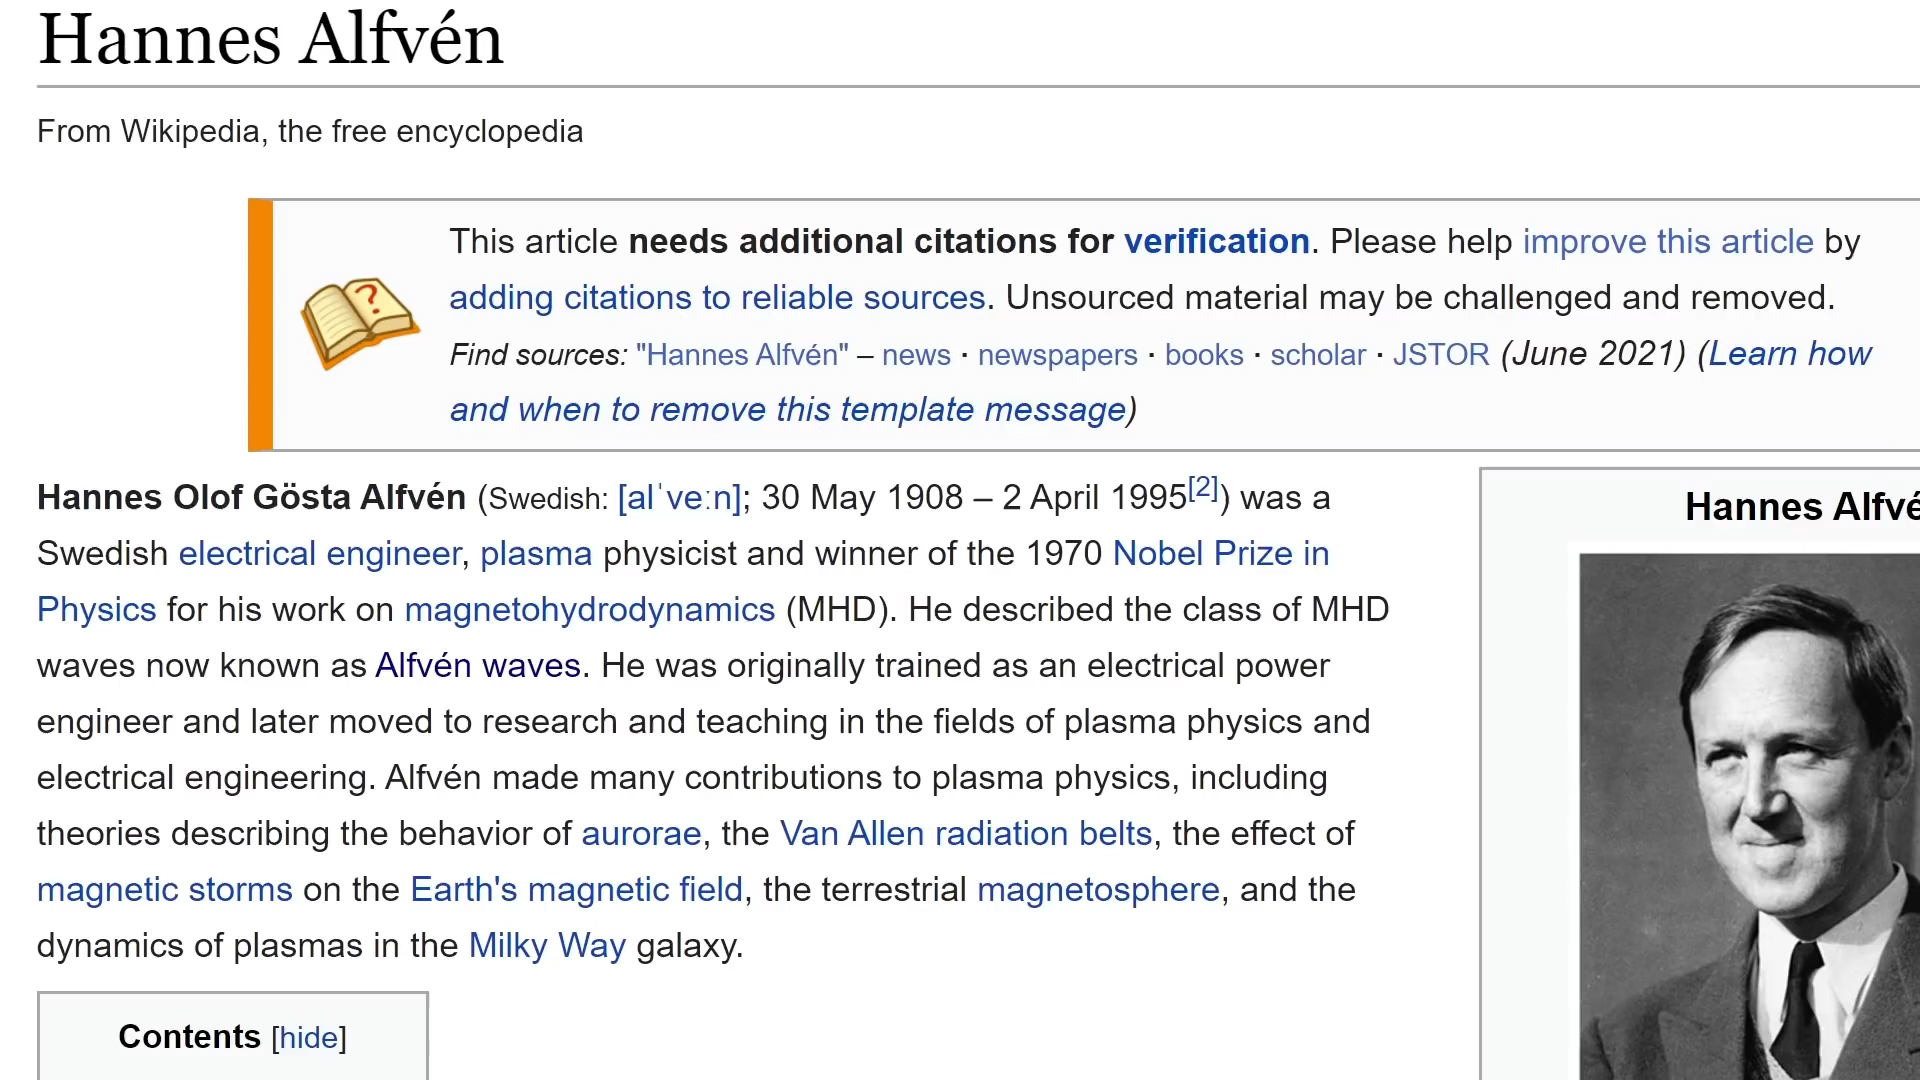 Hannes Alfvén
From Wikipedia, the free encyclopedia
This article needs additional citations for verification. Please help improve this article by
adding citations to reliable sources. Unsourced material may be challenged and removed.
Find sources: "Hannes Alfvén" – news · newspapers · books · scholar · JSTOR (June 2021) (Learn how
and when to remove this template message)
Hannes Olof Gösta Alfvén (Swedish: [alˈveːn]; 30 May 1908 – 2 April 1995[2]) was a
Swedish electrical engineer, plasma physicist and winner of the 1970 Nobel Prize in
Physics for his work on magnetohydrodynamics (MHD). He described the class of MHD
waves now known as Alfvén waves. He was originally trained as an electrical power
engineer and later moved to research and teaching in the fields of plasma physics and
electrical engineering. Alfvén made many contributions to plasma physics, including
theories describing the behavior of aurorae, the Van Allen radiation belts, the effect of
magnetic storms on the Earth's magnetic field, the terrestrial magnetosphere, and the
dynamics of plasmas in the Milky Way galaxy.
Hannes Alfvé
Contents [hide]